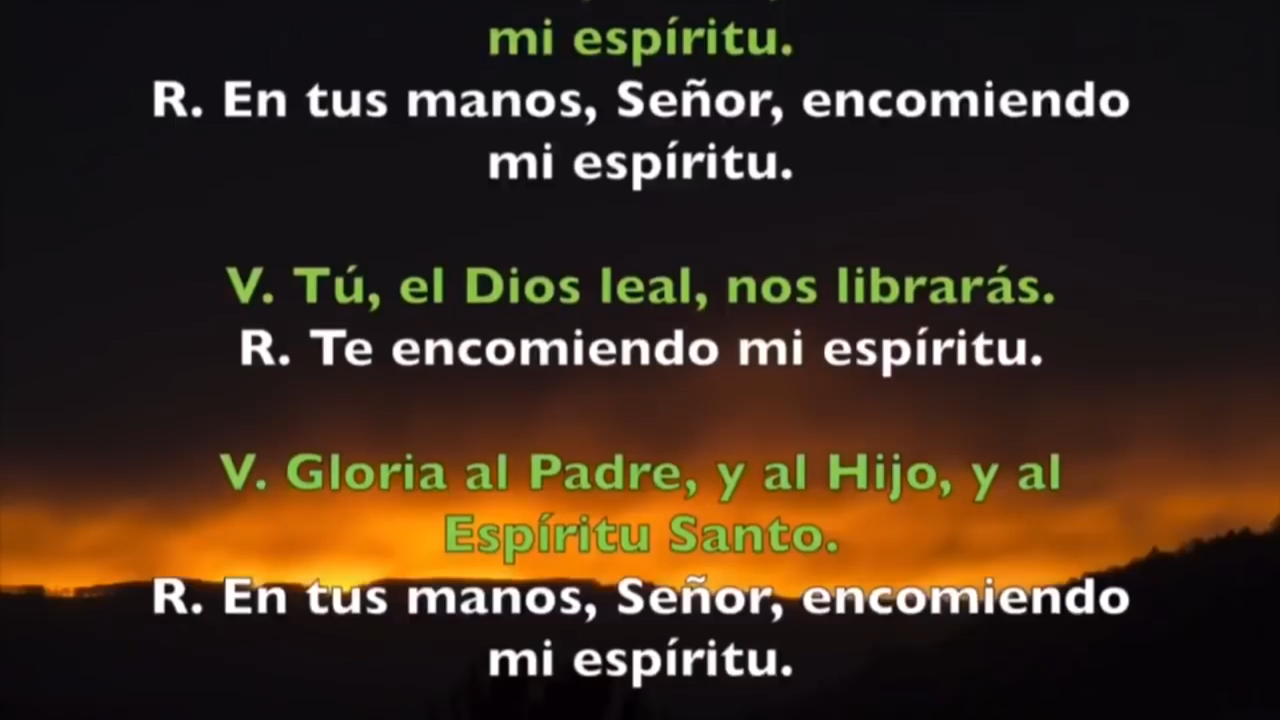 mi espíritu.
R. En tus manos, Señor, encomiendo
mi espíritu.
V. Tú, el Dios leal, nos librarás.
R. Te encomiendo mi espíritu.
V. Gloria al Padre, y al Hijo, y al
Espíritu Santo.
R. En tus manos, Señor, encomiendo
mi espíritu.